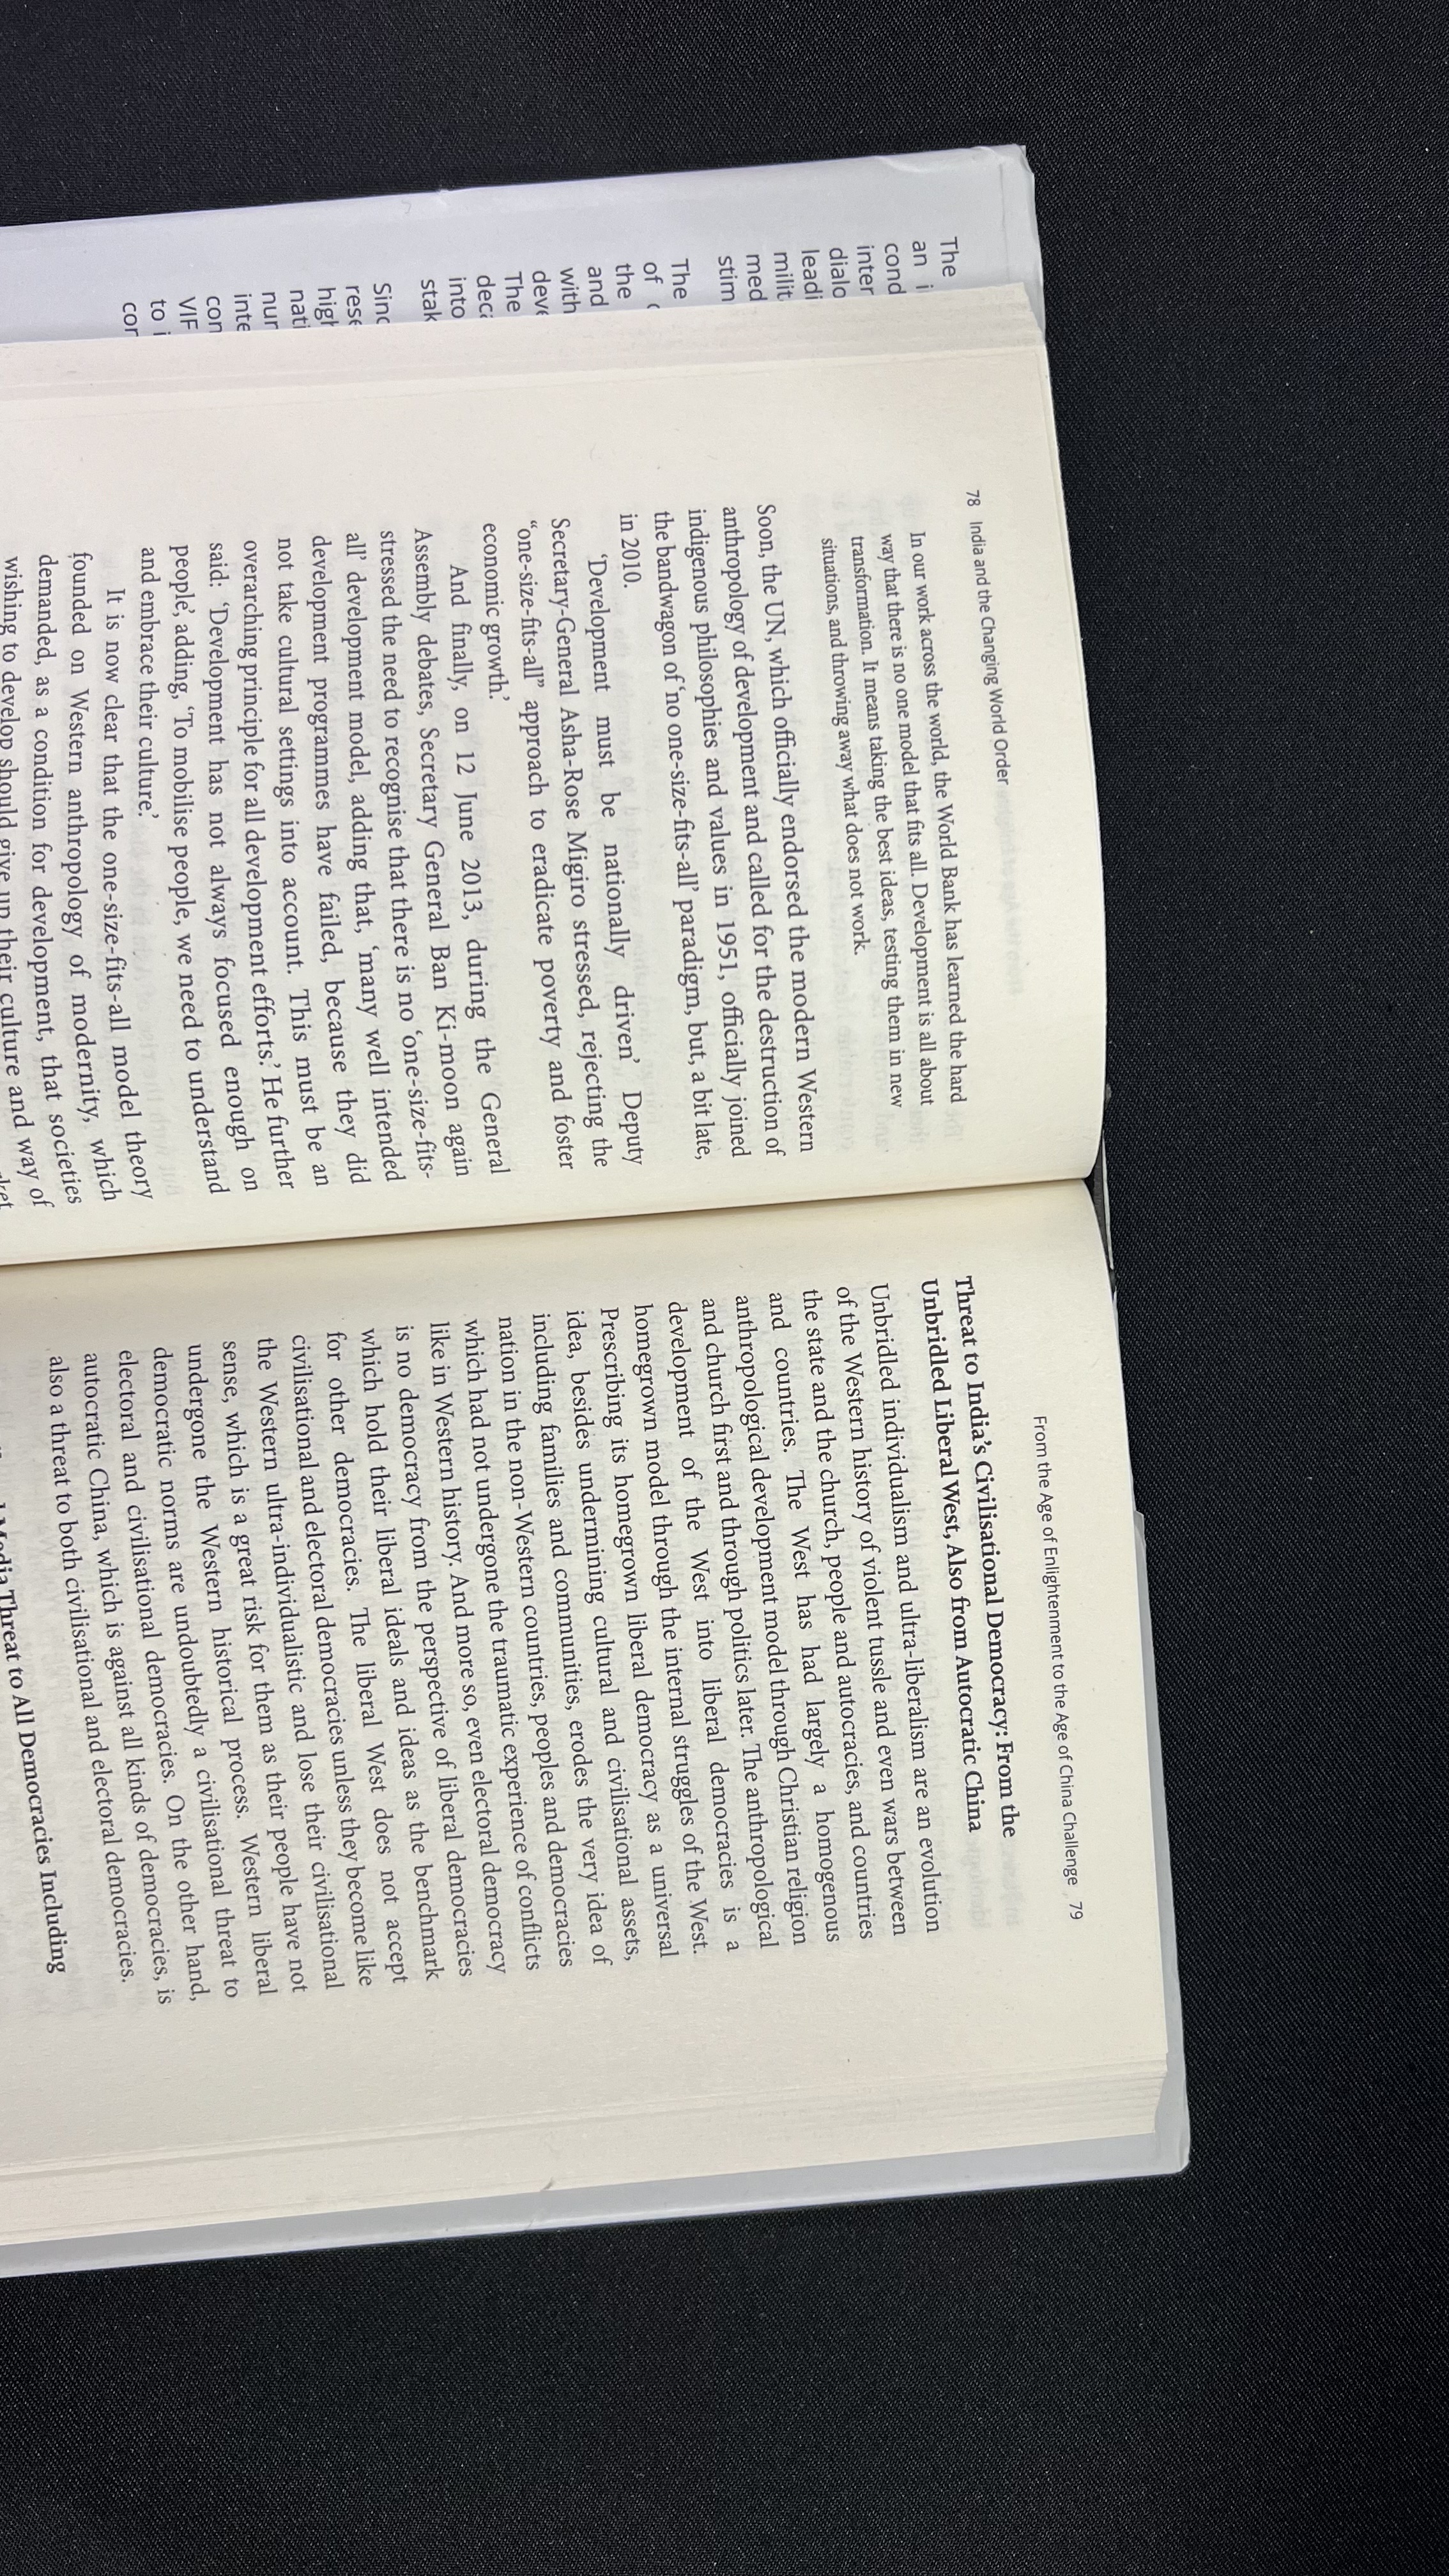 The
an i
cond
inter
dialo
leadi
milit
med
stim
The
of
the
and
with
deve
The
deca
into
stak
Sinc
rese
high
nati
nur
inte
con
VIF
to i
cor
78 India and the Changing World Order
In our work across the world, the World Bank has learned the hard
way that there is no one model that fits all. Development is all about
transformation. It means taking the best ideas, testing them in new
situations, and throwing away what does not work.
Soon, the UN, which officially endorsed the modern Western
anthropology of development and called for the destruction of
indigenous philosophies and values in 1951, officially joined
the bandwagon of ‘no one-size-fits-all’ paradigm, but, a bit late,
in 2010.
‘Development must be nationally driven’ Deputy
Secretary-General Asha-Rose Migiro stressed, rejecting the
“one-size-fits-all” approach to eradicate poverty and foster
economic growth.’
And finally, on 12 June 2013, during the General
Assembly debates, Secretary General Ban Ki-moon again
stressed the need to recognise that there is no ‘one-size-fits-
all’ development model, adding that, ‘many well intended
development programmes have failed, because they did
not take cultural settings into account. This must be an
overarching principle for all development efforts.’ He further
said: ‘Development has not always focused enough on
people’, adding, ‘To mobilise people, we need to understand
and embrace their culture.’
It is now clear that the one-size-fits-all model theory
founded on Western anthropology of modernity, which
demanded, as a condition for development, that societies
wishing to develop should give up their culture and way of
From the Age of Enlightenment to the Age of China Challenge 79
Threat to India’s Civilisational Democracy: From the
Unbridled Liberal West, Also from Autocratic China
Unbridled individualism and ultra-liberalism are an evolution
of the Western history of violent tussle and even wars between
the state and the church, people and autocracies, and countries
and countries. The West has had largely a homogenous
anthropological development model through Christian religion
and church first and through politics later. The anthropological
development of the West into liberal democracies is a
homegrown model through the internal struggles of the West.
Prescribing its homegrown liberal democracy as a universal
idea, besides undermining cultural and civilisational assets,
including families and communities, erodes the very idea of
nation in the non-Western countries, peoples and democracies
which had not undergone the traumatic experience of conflicts
like in Western history. And more so, even electoral democracy
is no democracy from the perspective of liberal democracies
which hold their liberal ideals and ideas as the benchmark
for other democracies. The liberal West does not accept
civilisational and electoral democracies unless they become like
the Western ultra-individualistic and lose their civilisational
sense, which is a great risk for them as their people have not
undergone the Western historical process. Western liberal
democratic norms are undoubtedly a civilisational threat to
electoral and civilisational democracies. On the other hand,
autocratic China, which is against all kinds of democracies, is
also a threat to both civilisational and electoral democracies.
Media Threat to All Democracies Including